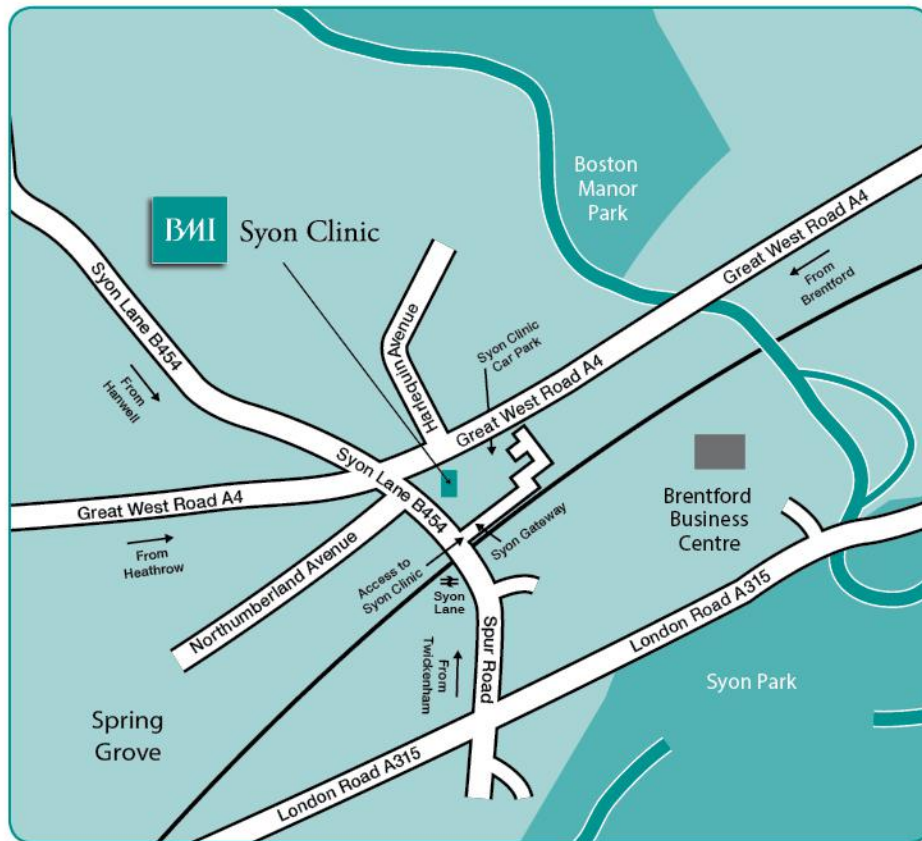 Boston
Manor
Park
BMI Syon Clinic
Great West Road A4
From
Brentford
Syon Lane B454
From
Hanwell
Harlequin Avenue
Syon Clinic
Car Park
Great West Road A4
Syon Lane B454
Great West Road A4
From
Heathrow
Northumberland Avenue
Access to
Syon Clinic
Syon Gateway
Syon
Lane
Brentford
Business
Centre
Spur Road
From
Twickenham
London Road A315
Syon Park
Spring
Grove
London Road A315